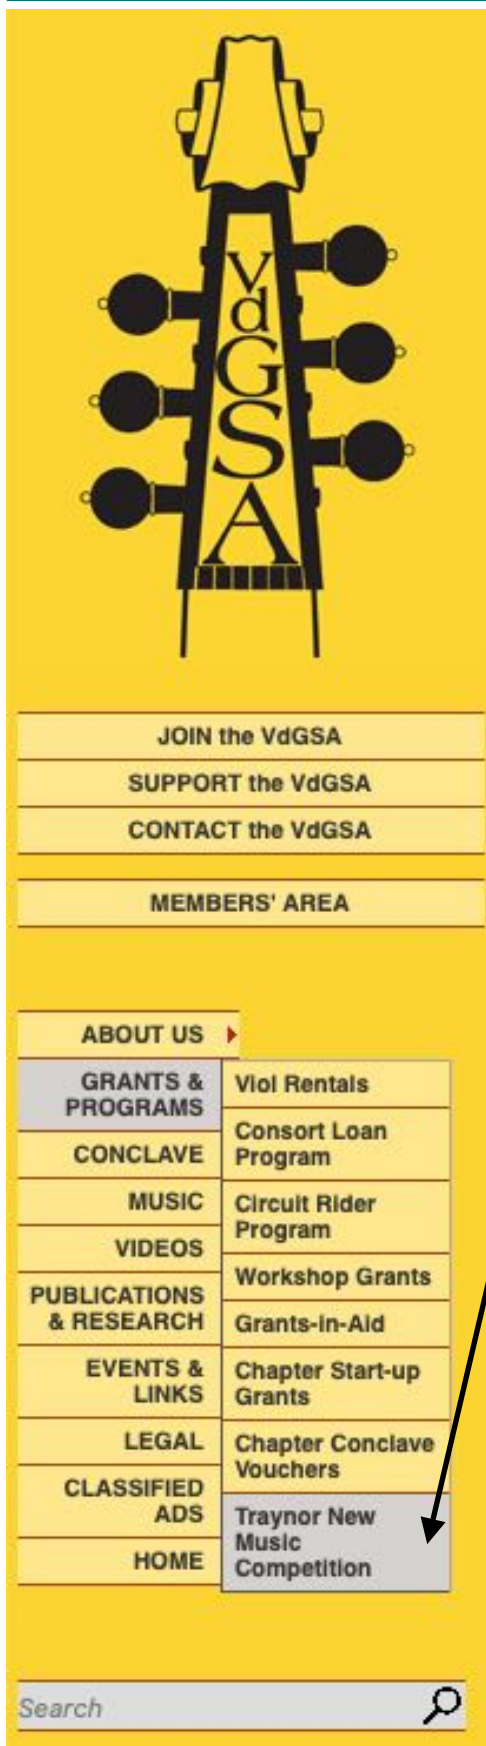 V
d
G
S
A
JOIN the VdGSA
SUPPORT the VdGSA
CONTACT the VdGSA
MEMBERS' AREA
ABOUT US
GRANTS &
PROGRAMS
CONCLAVE
MUSIC
VIDEOS
PUBLICATIONS
& RESEARCH
EVENTS &
LINKS
LEGAL
CLASSIFIED
ADS
HOME
Viol Rentals
Consort Loan
Program
Circuit Rider
Program
Workshop Grants
Grants-in-Aid
Chapter Start-up
Grants
Chapter Conclave
Vouchers
Traynor New
Music
Competition
Search